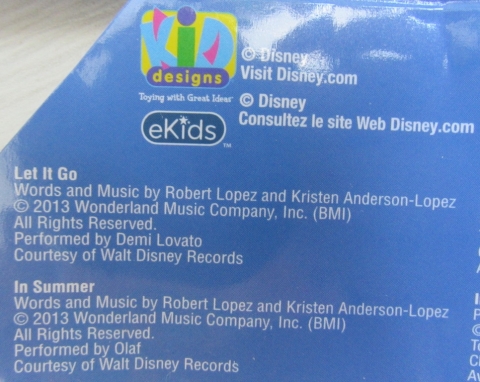 KID
designs
Toying with Great Ideas
eKids™
© Disney
Visit Disney.com
© Disney
Consultez le site Web Disney.com
Let It Go
Words and Music by Robert Lopez and Kristen Anderson-Lopez
© 2013 Wonderland Music Company, Inc. (BMI)
All Rights Reserved.
Performed by Demi Lovato
Courtesy of Walt Disney Records
In Summer
Words and Music by Robert Lopez and Kristen Anderson-Lopez
© 2013 Wonderland Music Company, Inc. (BMI)
All Rights Reserved.
Performed by Olaf
Courtesy of Walt Disney Records